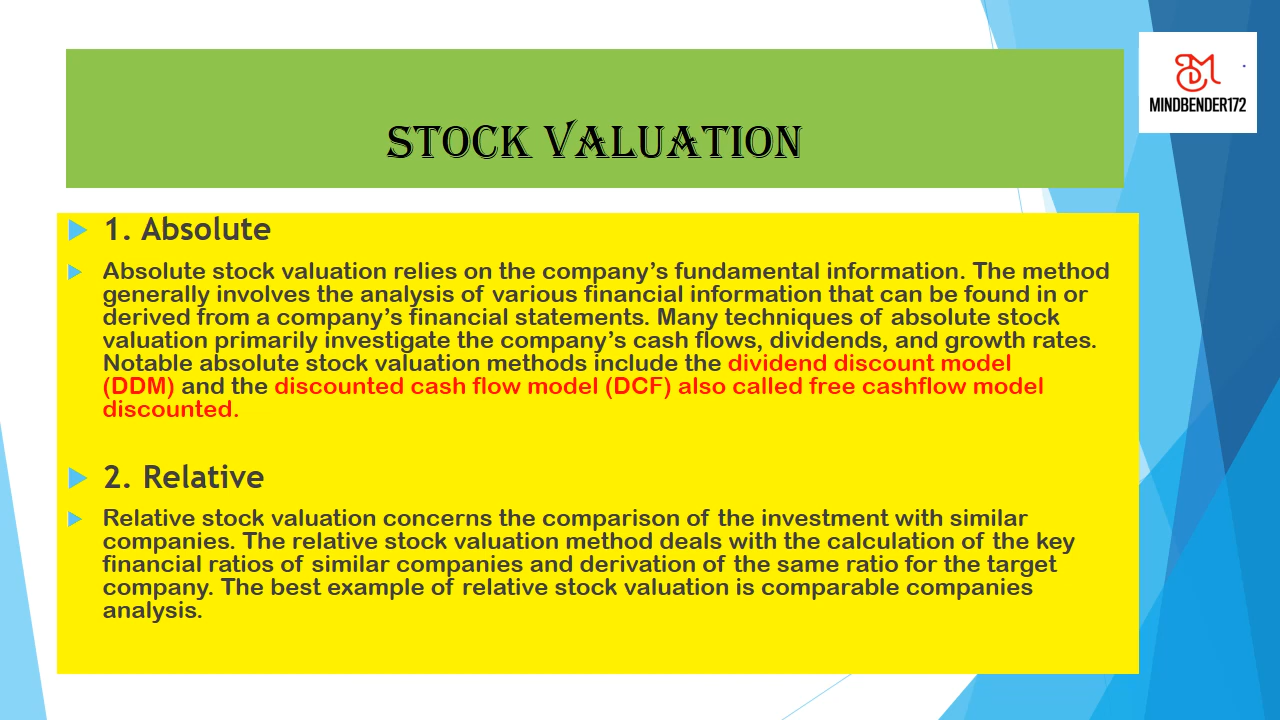 STOCK VALUATION
MINDBENDER172
1. Absolute
Absolute stock valuation relies on the company’s fundamental information. The method
generally involves the analysis of various financial information that can be found in or
derived from a company’s financial statements. Many techniques of absolute stock
valuation primarily investigate the company’s cash flows, dividends, and growth rates.
Notable absolute stock valuation methods include the dividend discount model
(DDM) and the discounted cash flow model (DCF) also called free cashflow model
discounted.
2. Relative
Relative stock valuation concerns the comparison of the investment with similar
companies. The relative stock valuation method deals with the calculation of the key
financial ratios of similar companies and derivation of the same ratio for the target
company. The best example of relative stock valuation is comparable companies
analysis.